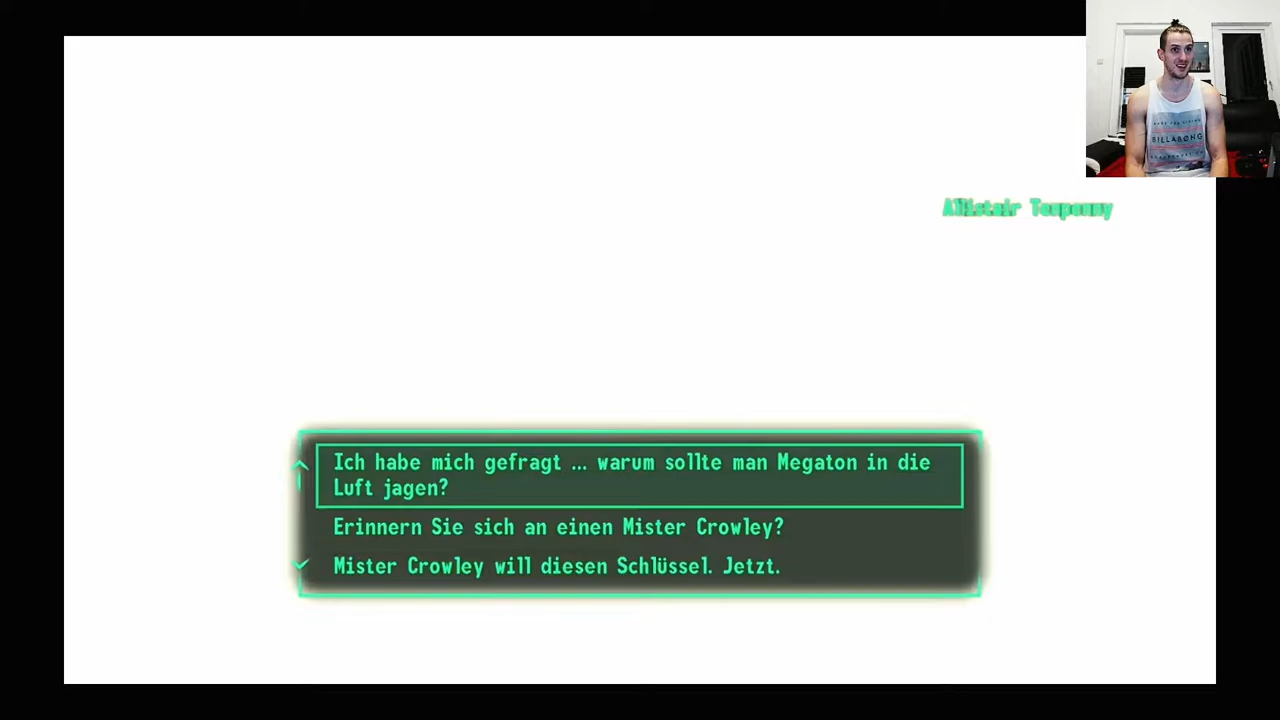 BILLABONG
Allistair Tenpenny
Ich habe mich gefragt ... warum sollte man Megaton in die
Luft jagen?
Erinnern Sie sich an einen Mister Crowley?
Mister Crowley will diesen Schlüssel. Jetzt.